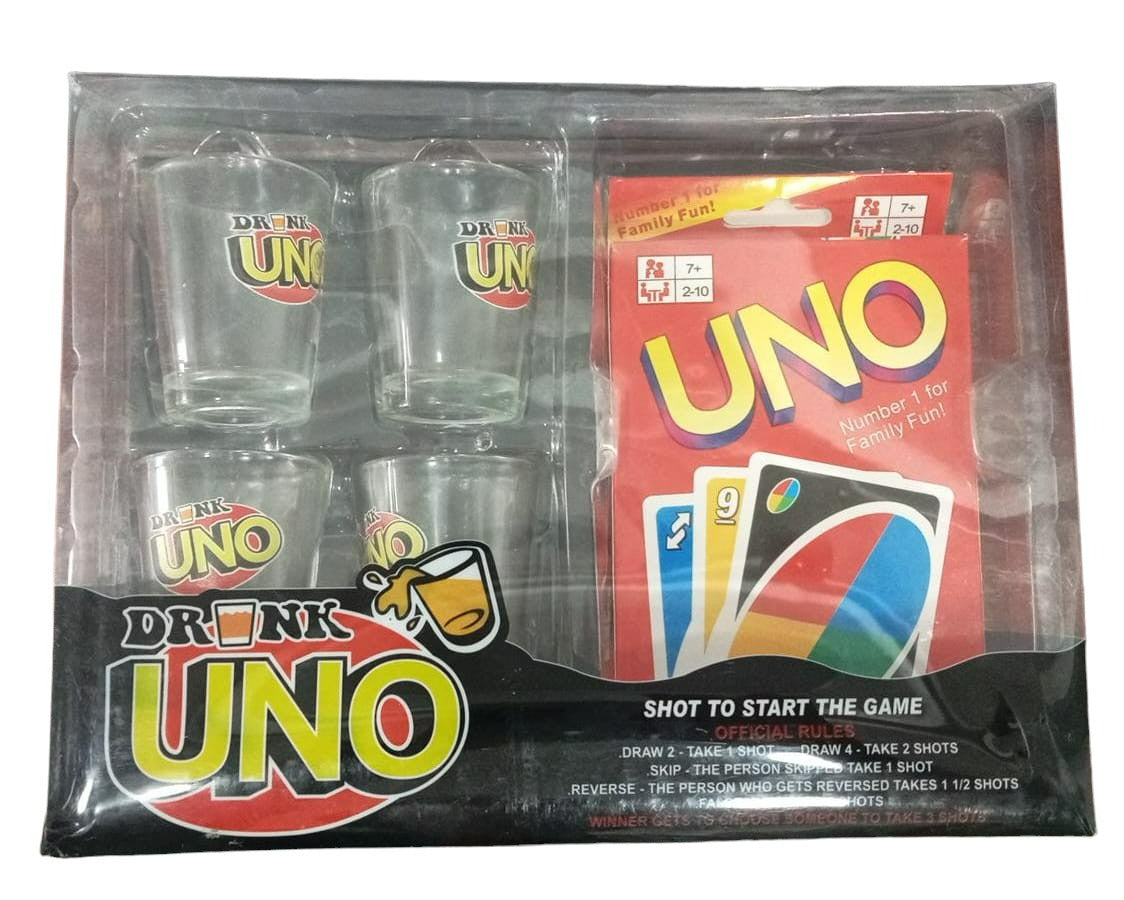 DRINK
UNO
DRINK
UNO
Number 1 for
Family Fun!
7+
2-10
7+
2-10
UNO
Number 1 for
Family Fun!
9
DRINK
UNO
NK
NO
DRINK
UNO
SHOT TO START THE GAME
OFFICIAL RULES
.DRAW 2 - TAKE 1 SHOT DRAW 4 - TAKE 2 SHOTS
.SKIP - THE PERSON SKIPPED TAKE 1 SHOT
.REVERSE - THE PERSON WHO GETS REVERSED TAKES 1 1/2 SHOTS
SHOTS
WINNER GETS TO CHOOSE SOMEONE TO TAKE 3 SHOTS